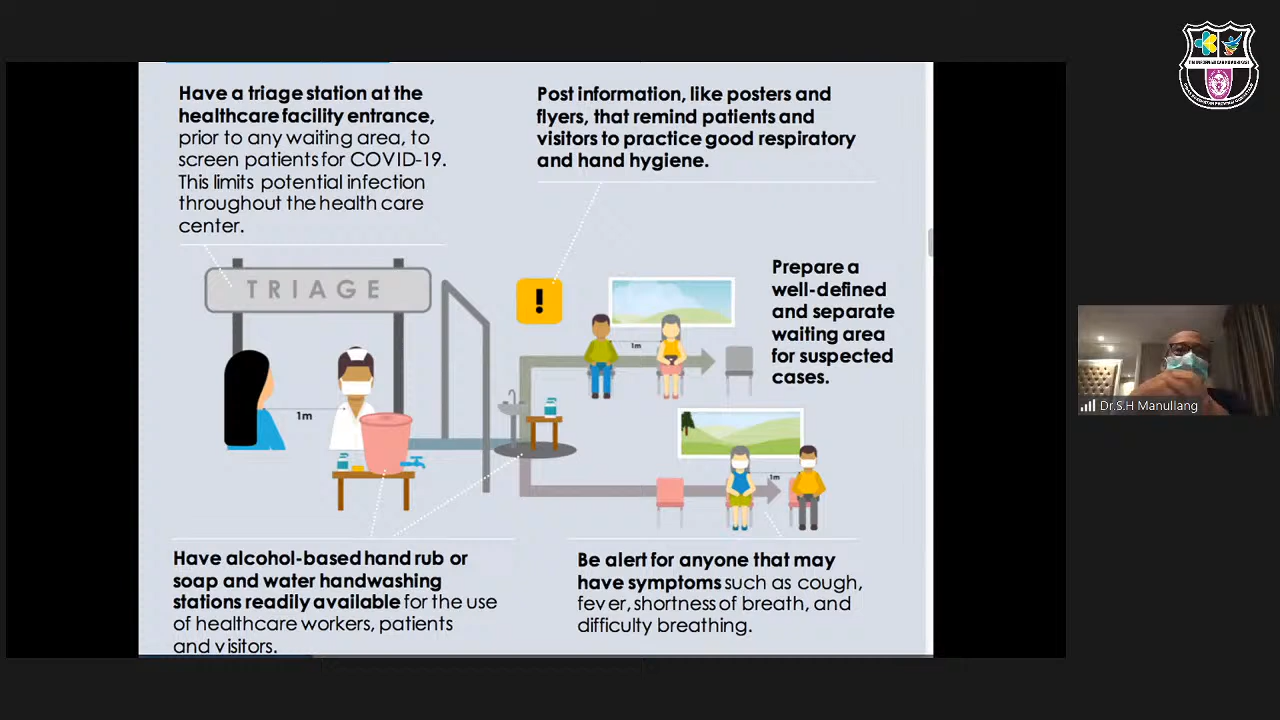 Have a triage station at the
healthcare facility entrance,
prior to any waiting area, to
screen patients for COVID-19.
This limits potential infection
throughout the health care
center.
Post information, like posters and
flyers, that remind patients and
visitors to practice good respiratory
and hand hygiene.
TRIAGE
!
Prepare a
well-defined
and separate
waiting area
for suspected
cases.
1m
1m
1m
Have alcohol-based hand rub or
soap and water handwashing
stations readily available for the use
of healthcare workers, patients
and visitors.
Be alert for anyone that may
have symptoms such as cough,
fever, shortness of breath, and
difficulty breathing.
Dr.S.H Manullang